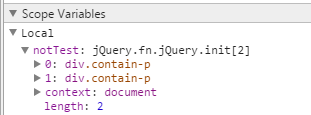 Scope Variables
Local
notTest: jQuery.fn.jQuery.init[2]
0: div.contain-p
1: div.contain-p
context: document
length: 2